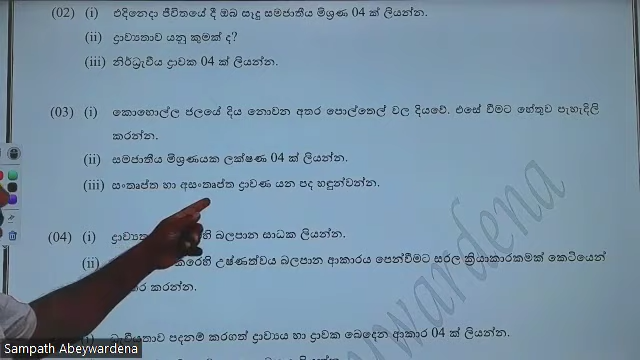 (02) (i) එදිනෙදා ජීවිතයේ දී ඔබ සෑදූ සමජාතීය මිශ්‍රණ 04 ක් ලියන්න.
(ii) ද්‍රාව්‍යතාව යනු කුමක් ද?
(iii) නිර්ධ්‍රැවීය ද්‍රාවක 04 ක් ලියන්න.
(03) (i) කොහොල්ල ජලයේ දිය නොවන අතර පොල්තෙල් වල දියවේ. එසේ වීමට හේතුව පැහැදිලි
කරන්න.
(ii) සමජාතීය මිශ්‍රණයක ලක්ෂණ 04 ක් ලියන්න.
(iii) සංතෘප්ත හා අසංතෘප්ත ද්‍රාවණ යන පද හඳුන්වන්න.
(04) (i) හි බලපාන සාධක ලියන්න.
(ii) කෙරෙහි උෂ්ණත්වය බලපාන ආකාරය පෙන්වීමට සරල ක්‍රියාකාරකමක් කෙටියෙන්
කරන්න.
පදනම් කරගත් ද්‍රාව්‍යය හා ද්‍රාවක බෙදෙන ආකාර 04 ක් ලියන්න.
Sampath Abeywardena